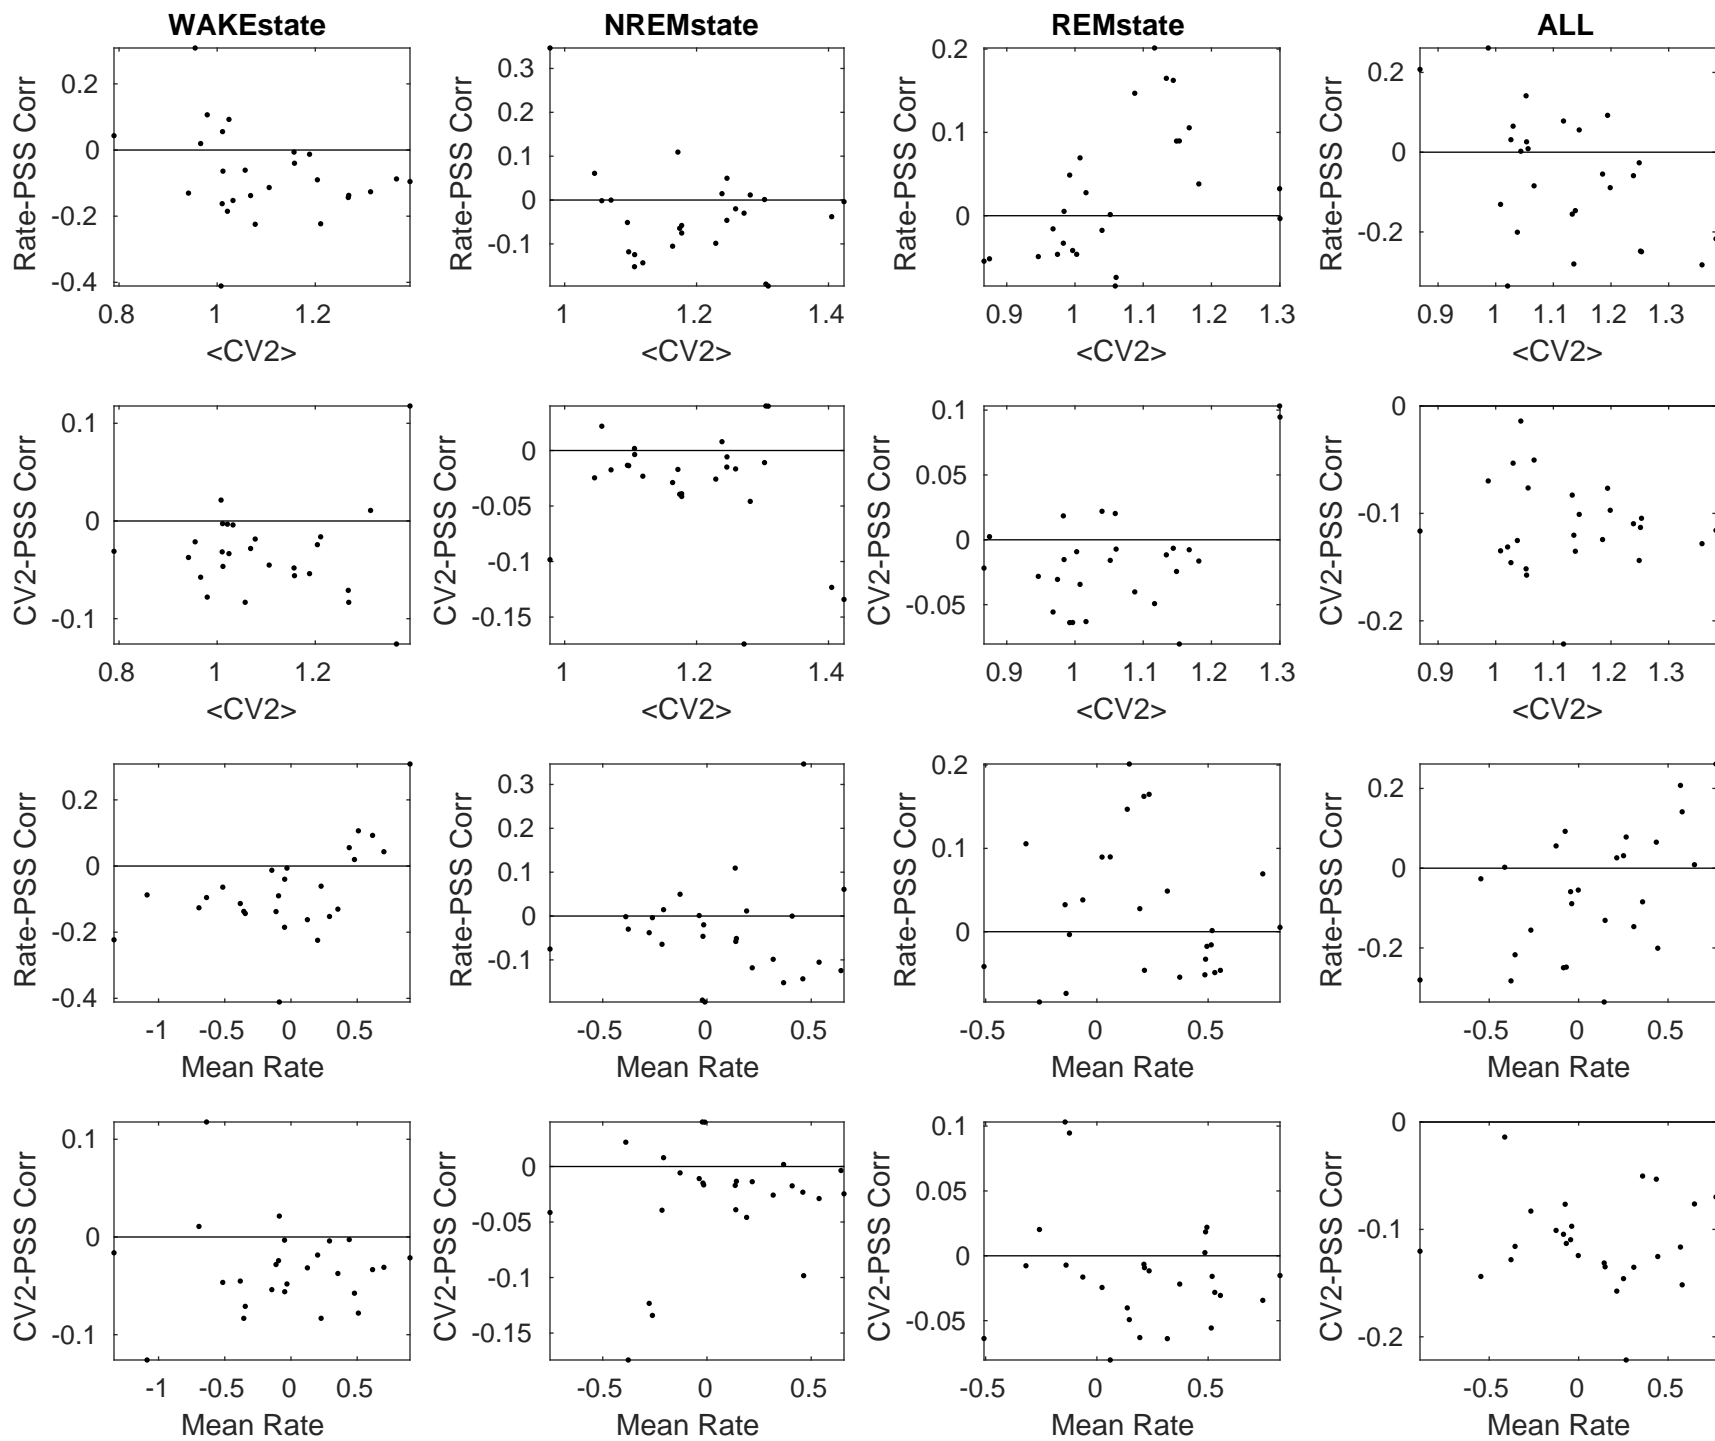 WAKEstate NREMstate REMstate ALL
Rate-PSS Corr 0.2 0 -0.2 -0.4 0.8 1 1.2 <CV2>
Rate-PSS Corr 0.3 0.2 0.1 0 -0.1 1 1.2 1.4 <CV2>
Rate-PSS Corr 0.2 0.1 0 0.9 1 1.1 1.2 1.3 <CV2>
Rate-PSS Corr 0.2 0 -0.2 0.9 1 1.1 1.2 1.3 <CV2>
CV2-PSS Corr 0.1 0 -0.1 0.8 1 1.2 <CV2>
CV2-PSS Corr 0 -0.05 -0.1 -0.15 1 1.2 1.4 <CV2>
CV2-PSS Corr 0.1 0.05 0 -0.05 0.9 1 1.1 1.2 1.3 <CV2>
CV2-PSS Corr 0 -0.1 -0.2 0.9 1 1.1 1.2 1.3 <CV2>
Rate-PSS Corr 0.2 0 -0.2 -0.4 -1 -0.5 0 0.5 Mean Rate
Rate-PSS Corr 0.3 0.2 0.1 0 -0.1 -0.5 0 0.5 Mean Rate
Rate-PSS Corr 0.2 0.1 0 -0.5 0 0.5 Mean Rate
Rate-PSS Corr 0.2 0 -0.2 -0.5 0 0.5 Mean Rate
CV2-PSS Corr 0.1 0 -0.1 -1 -0.5 0 0.5 Mean Rate
CV2-PSS Corr 0 -0.05 -0.1 -0.15 -0.5 0 0.5 Mean Rate
CV2-PSS Corr 0.1 0.05 0 -0.05 -0.5 0 0.5 Mean Rate
CV2-PSS Corr 0 -0.1 -0.2 -0.5 0 0.5 Mean Rate